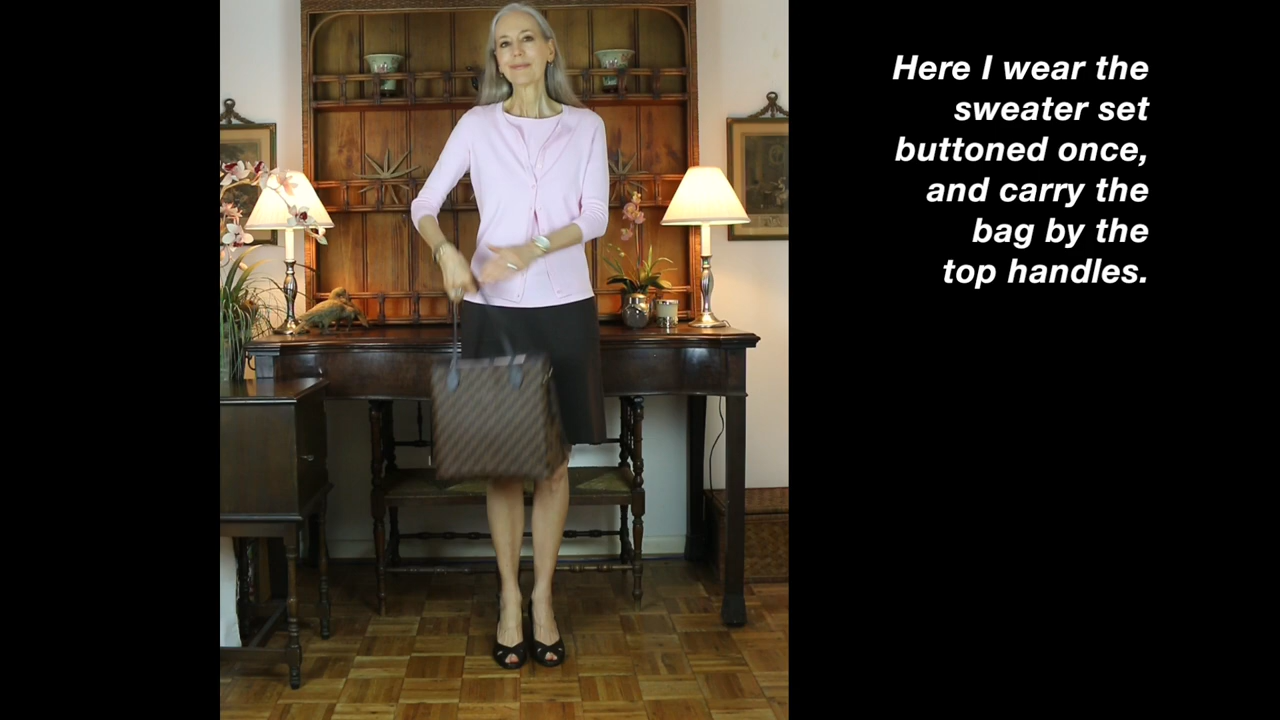 Here I wear the
sweater set
buttoned once,
and carry the
bag by the
top handles.